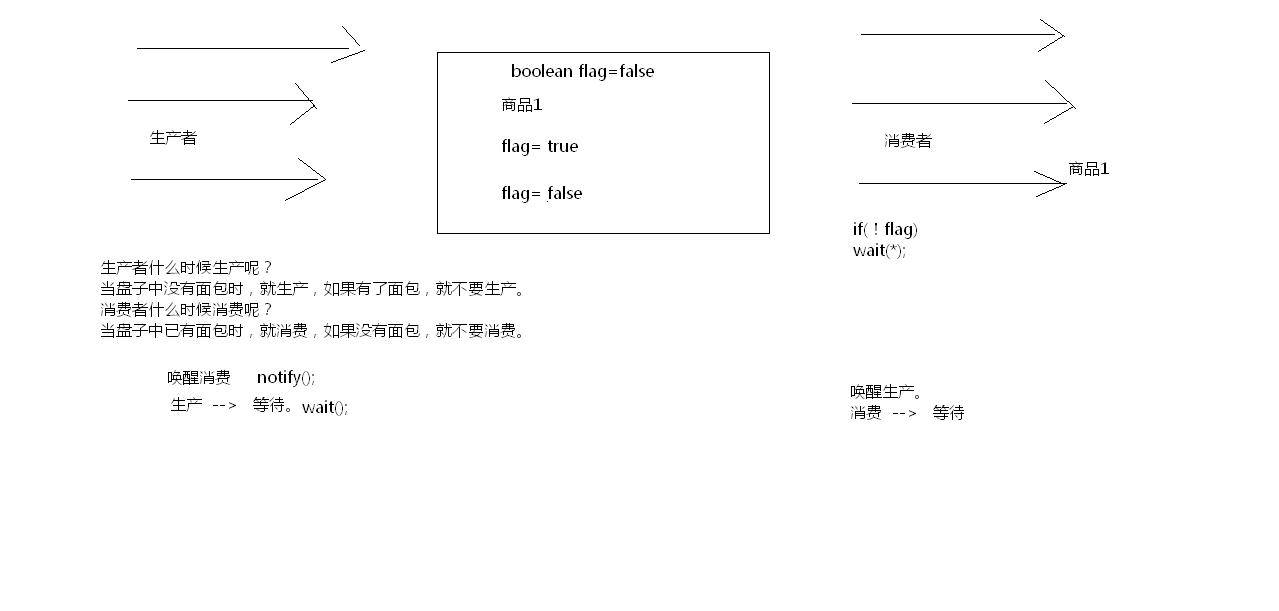 boolean flag=false
商品1
flag= true
flag= false
生产者
消费者
商品1
if(！flag)
wait(*);
生产者什么时候生产呢？
当盘子中没有面包时，就生产，如果有了面包，就不要生产。
消费者什么时候消费呢？
当盘子中已有面包时，就消费，如果没有面包，就不要消费。
唤醒消费 notify();
生产 --> 等待。wait();
唤醒生产。
消费 --> 等待